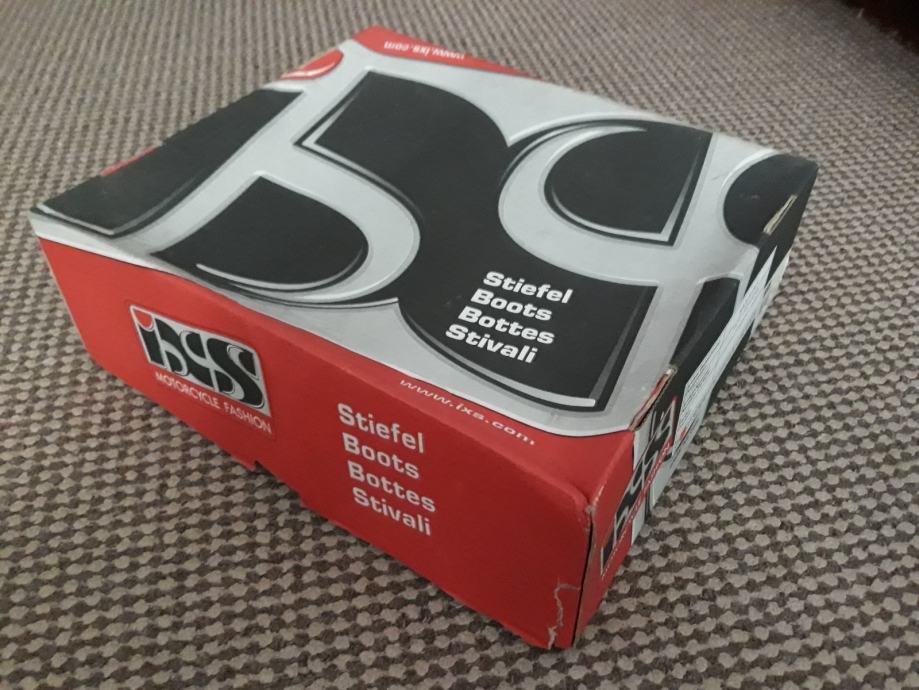 www.ixs.com
Stiefel
Boots
Bottes
Stivali
www.ixs.com
iXS
MOTORCYCLE FASHION
Stiefel
Boots
Bottes
Stivali